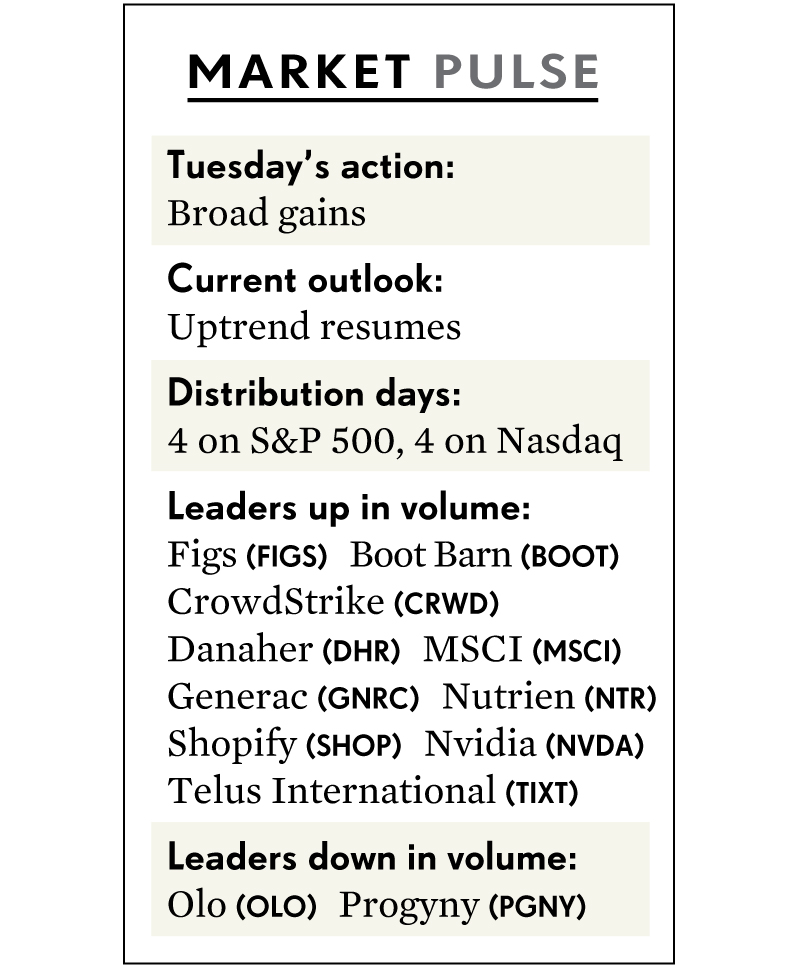 MARKET PULSE
Tuesday’s action:
Broad gains
Current outlook:
Uptrend resumes
Distribution days:
4 on S&P 500, 4 on Nasdaq
Leaders up in volume:
Figs (FIGS) Boot Barn (BOOT)
CrowdStrike (CRWD)
Danaher (DHR) MSCI (MSCI)
Generac (GNRC) Nutrien (NTR)
Shopify (SHOP) Nvidia (NVDA)
Telus International (TIXT)
Leaders down in volume:
Olo (OLO) Progyny (PGNY)